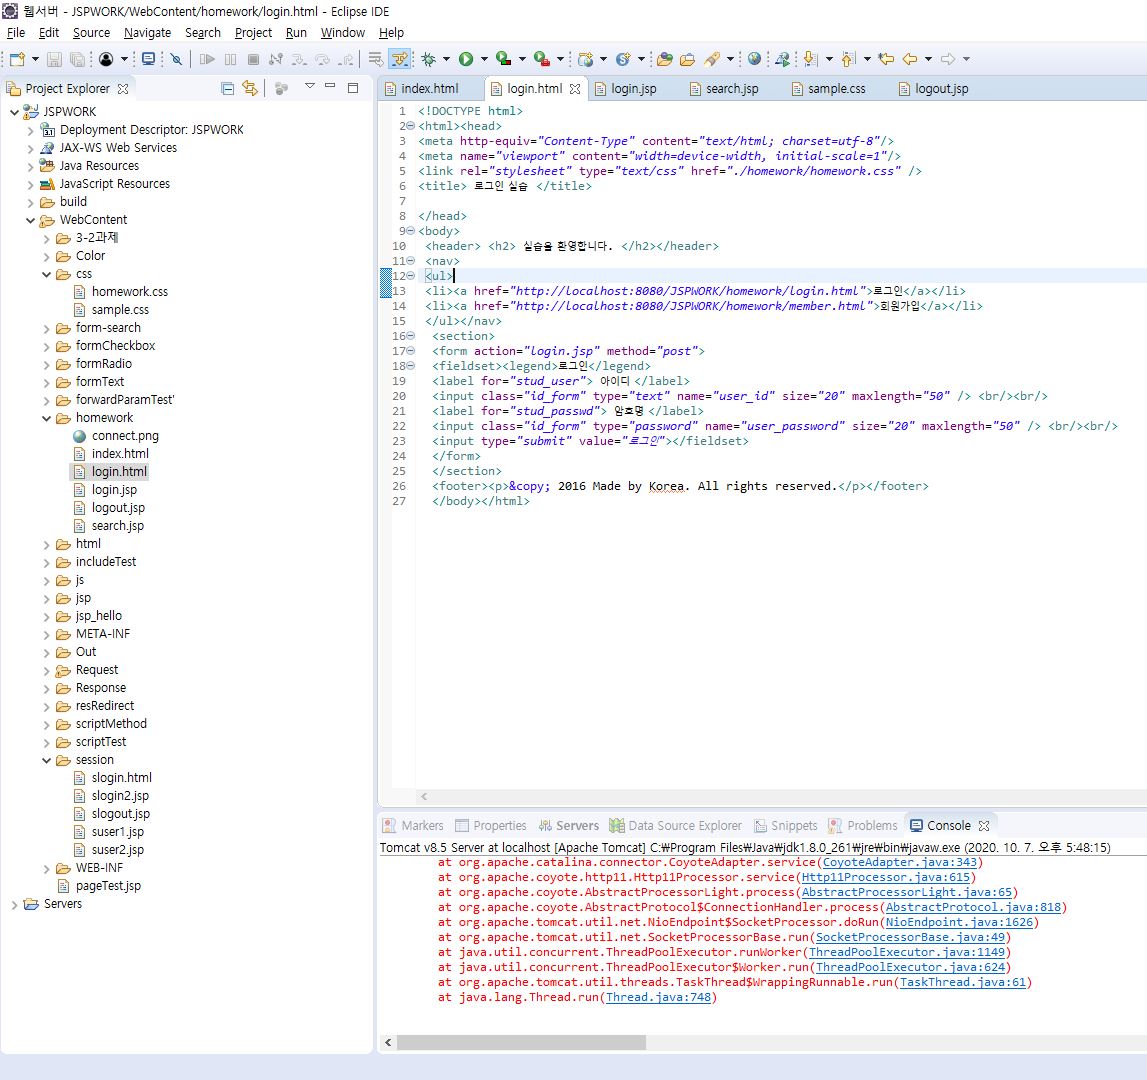 웹서버 - JSPWORK/WebContent/homework/login.html - Eclipse IDE
File Edit Source Navigate Search Project Run Window Help
Project Explorer
JSPWORK
Deployment Descriptor: JSPWORK
JAX-WS Web Services
Java Resources
JavaScript Resources
build
WebContent
3-2과제
Color
css
homework.css
sample.css
form-search
formCheckbox
formRadio
formText
forwardParamTest'
homework
connect.png
index.html
login.html
login.jsp
logout.jsp
search.jsp
html
includeTest
js
jsp
jsp_hello
META-INF
Out
Request
Response
resRedirect
scriptMethod
scriptTest
session
slogin.html
slogin2.jsp
slogout.jsp
suser1.jsp
suser2.jsp
WEB-INF
pageTest.jsp
Servers
index.html login.html login.jsp search.jsp sample.css logout.jsp
1 <!DOCTYPE html>
2 <html><head>
3 <meta http-equiv="Content-Type" content="text/html; charset=utf-8"/>
4 <meta name="viewport" content="width=device-width, initial-scale=1"/>
5 <link rel="stylesheet" type="text/css" href="./homework/homework.css" />
6 <title> 로그인 실습 </title>
7
8 </head>
9 <body>
10 <header> <h2> 실습을 환영합니다. </h2></header>
11 <nav>
12 <ul>
13 <li><a href="http://localhost:8080/JSPWORK/homework/login.html">로그인</a></li>
14 <li><a href="http://localhost:8080/JSPWORK/homework/member.html">회원가입</a></li>
15 </ul></nav>
16 <section>
17 <form action="login.jsp" method="post">
18 <fieldset><legend>로그인</legend>
19 <label for="stud_user"> 아이디 </label>
20 <input class="id_form" type="text" name="user_id" size="20" maxlength="50" /> <br/><br/>
21 <label for="stud_passwd"> 암호명 </label>
22 <input class="id_form" type="password" name="user_password" size="20" maxlength="50" /> <br/><br/>
23 <input type="submit" value="로그인"></fieldset>
24 </form>
25 </section>
26 <footer><p>&copy; 2016 Made by Korea. All rights reserved.</p></footer>
27 </body></html>
Markers Properties Servers Data Source Explorer Snippets Problems Console
Tomcat v8.5 Server at localhost [Apache Tomcat] C:₩Program Files₩Java₩jdk1.8.0_261₩jre₩bin₩javaw.exe (2020. 10. 7. 오후 5:48:15)
at org.apache.catalina.connector.CoyoteAdapter.service(CoyoteAdapter.java:343)
at org.apache.coyote.http11.Http11Processor.service(Http11Processor.java:615)
at org.apache.coyote.AbstractProcessorLight.process(AbstractProcessorLight.java:65)
at org.apache.coyote.AbstractProtocol$ConnectionHandler.process(AbstractProtocol.java:818)
at org.apache.tomcat.util.net.NioEndpoint$SocketProcessor.doRun(NioEndpoint.java:1626)
at org.apache.tomcat.util.net.SocketProcessorBase.run(SocketProcessorBase.java:49)
at java.util.concurrent.ThreadPoolExecutor.runWorker(ThreadPoolExecutor.java:1149)
at java.util.concurrent.ThreadPoolExecutor$Worker.run(ThreadPoolExecutor.java:624)
at org.apache.tomcat.util.threads.TaskThread$WrappingRunnable.run(TaskThread.java:61)
at java.lang.Thread.run(Thread.java:748)